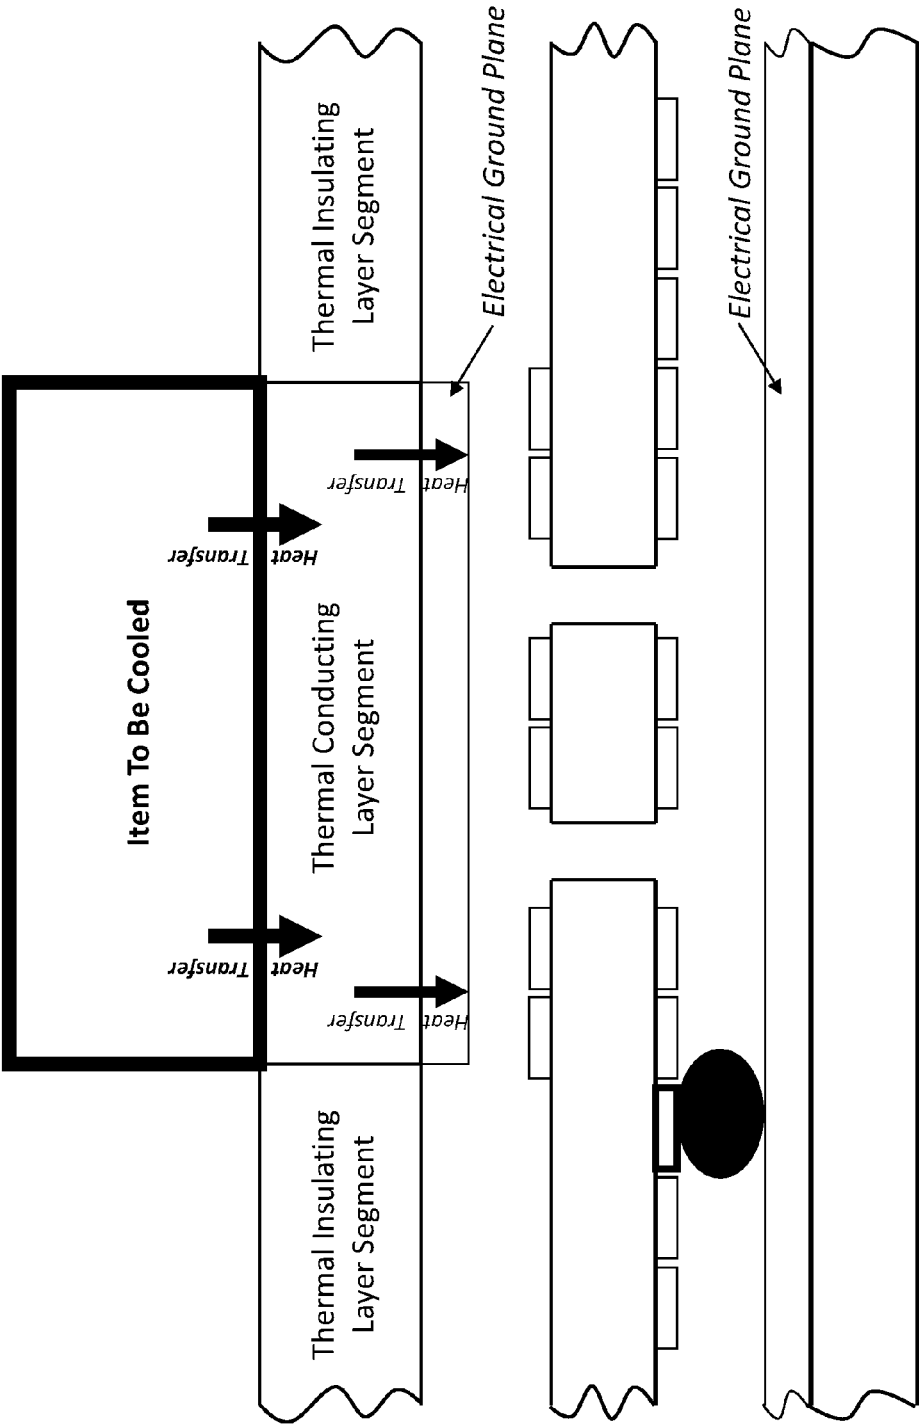 Item To Be Cooled
Heat Transfer
Heat Transfer
Thermal Insulating
Layer Segment
Thermal Conducting
Layer Segment
Thermal Insulating
Layer Segment
Heat Transfer
Heat Transfer
Electrical Ground Plane
Electrical Ground Plane